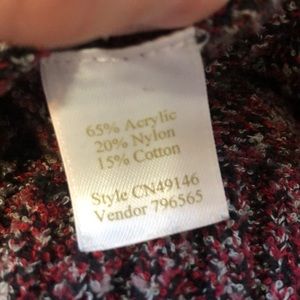 65% Acrylic
20% Nylon
15% Cotton
Style CN49146
Vendor 796565